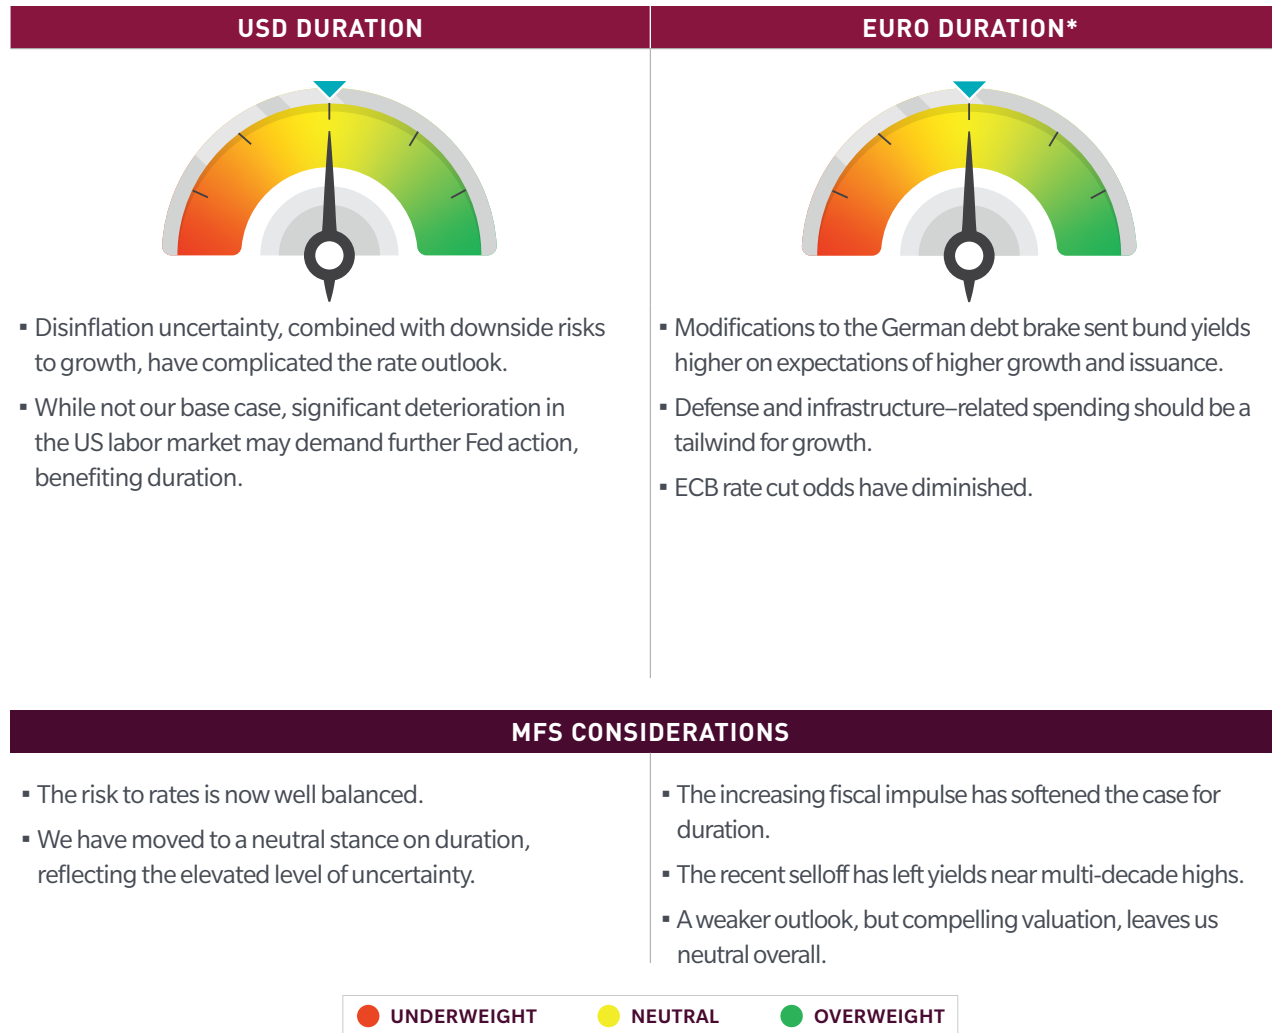 USD DURATION
▪ Disinflation uncertainty, combined with downside risks
to growth, have complicated the rate outlook.
▪ While not our base case, significant deterioration in
the US labor market may demand further Fed action,
benefiting duration.
EURO DURATION*
▪ Modifications to the German debt brake sent bund yields
higher on expectations of higher growth and issuance.
▪ Defense and infrastructure–related spending should be a
tailwind for growth.
▪ ECB rate cut odds have diminished.
MFS CONSIDERATIONS
▪ The risk to rates is now well balanced.
▪ We have moved to a neutral stance on duration,
reflecting the elevated level of uncertainty.
▪ The increasing fiscal impulse has softened the case for
duration.
▪ The recent selloff has left yields near multi-decade highs.
▪ A weaker outlook, but compelling valuation, leaves us
neutral overall.
UNDERWEIGHT NEUTRAL OVERWEIGHT